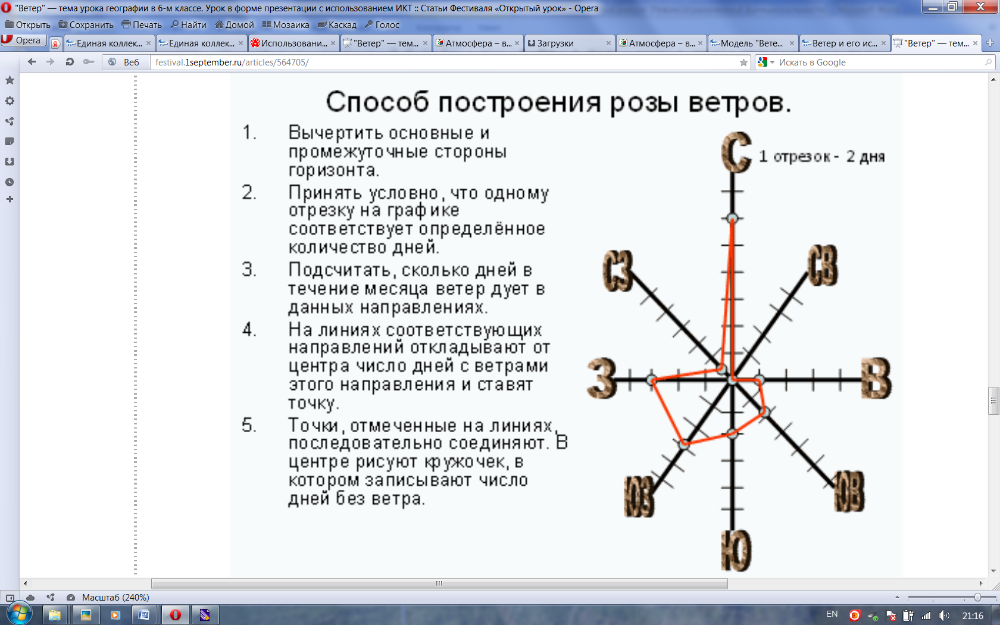 "Ветер" — тема урока географии в 6-м классе. Урок в форме презентации с использованием ИКТ :: Статьи Фестиваля «Открытый урок» - Opera
Открыть Сохранить Печать Найти Домой Мозаика Каскад Голос
Opera Я Единая коллек... Единая коллек... Использовани... "Ветер" — тем... Атмосфера – в... Загрузки Атмосфера – в... Модель "Вете... Ветер и его ис... "Ветер" — тем...
Веб festival.1september.ru/articles/564705/ Искать в Google
Способ построения розы ветров.
1. Вычертить основные и
промежуточные стороны
горизонта.
2. Принять условно, что одному
отрезку на графике
соответствует определённое
количество дней.
3. Подсчитать, сколько дней в
течение месяца ветер дует в
данных направлениях.
4. На линиях соответствующих
направлений откладывают от
центра число дней с ветрами
этого направления и ставят
точку.
5. Точки, отмеченные на линиях,
последовательно соединяют. В
центре рисуют кружочек, в
котором записывают число
дней без ветра.
С
1 отрезок - 2 дня
СЗ
СВ
З
В
ЮЗ
ЮВ
Ю
Масштаб (240%)
EN
21:16